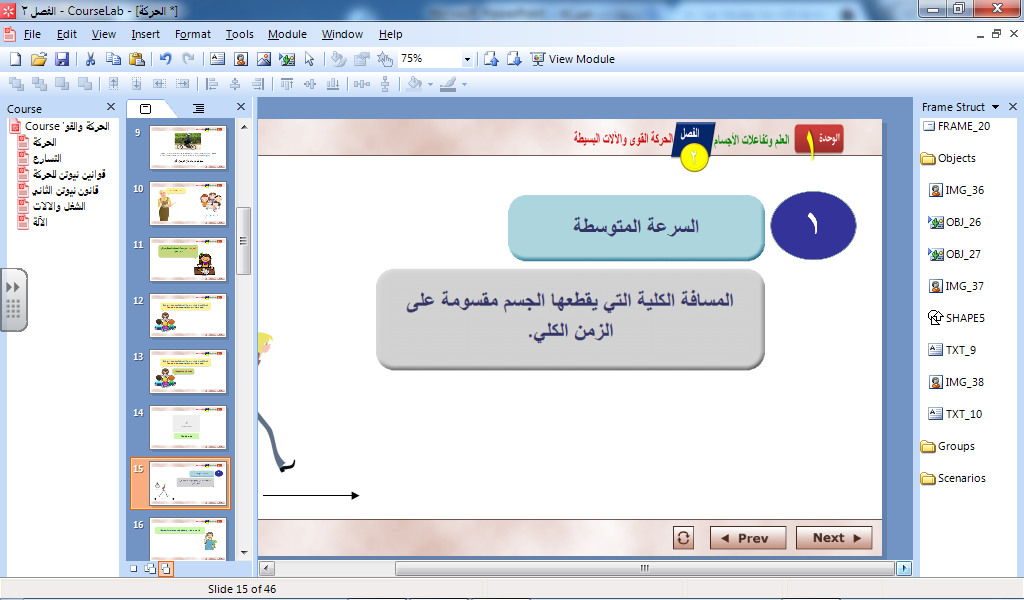 الفصل ٢ - CourseLab - [الحركة *]
File Edit View Insert Format Tools Module Window Help
75%
View Module
Course
Course 'الحركة والقو
الحركة
التسارع
قوانين نيوتن للحركة
قانون نيوتن الثاني
الشغل والالات
الآلة
9
10
11
12
13
14
15
16
الوحدة
١
العلم وتفاعلات الأجسام
الفصل
٢
الحركة القوى والآلات البسيطة
١
السرعة المتوسطة
المسافة الكلية التي يقطعها الجسم مقسومة على
الزمن الكلي.
Prev
Next
Frame Struct
FRAME_20
Objects
IMG_36
OBJ_26
OBJ_27
IMG_37
SHAPE5
TXT_9
IMG_38
TXT_10
Groups
Scenarios
Slide 15 of 46